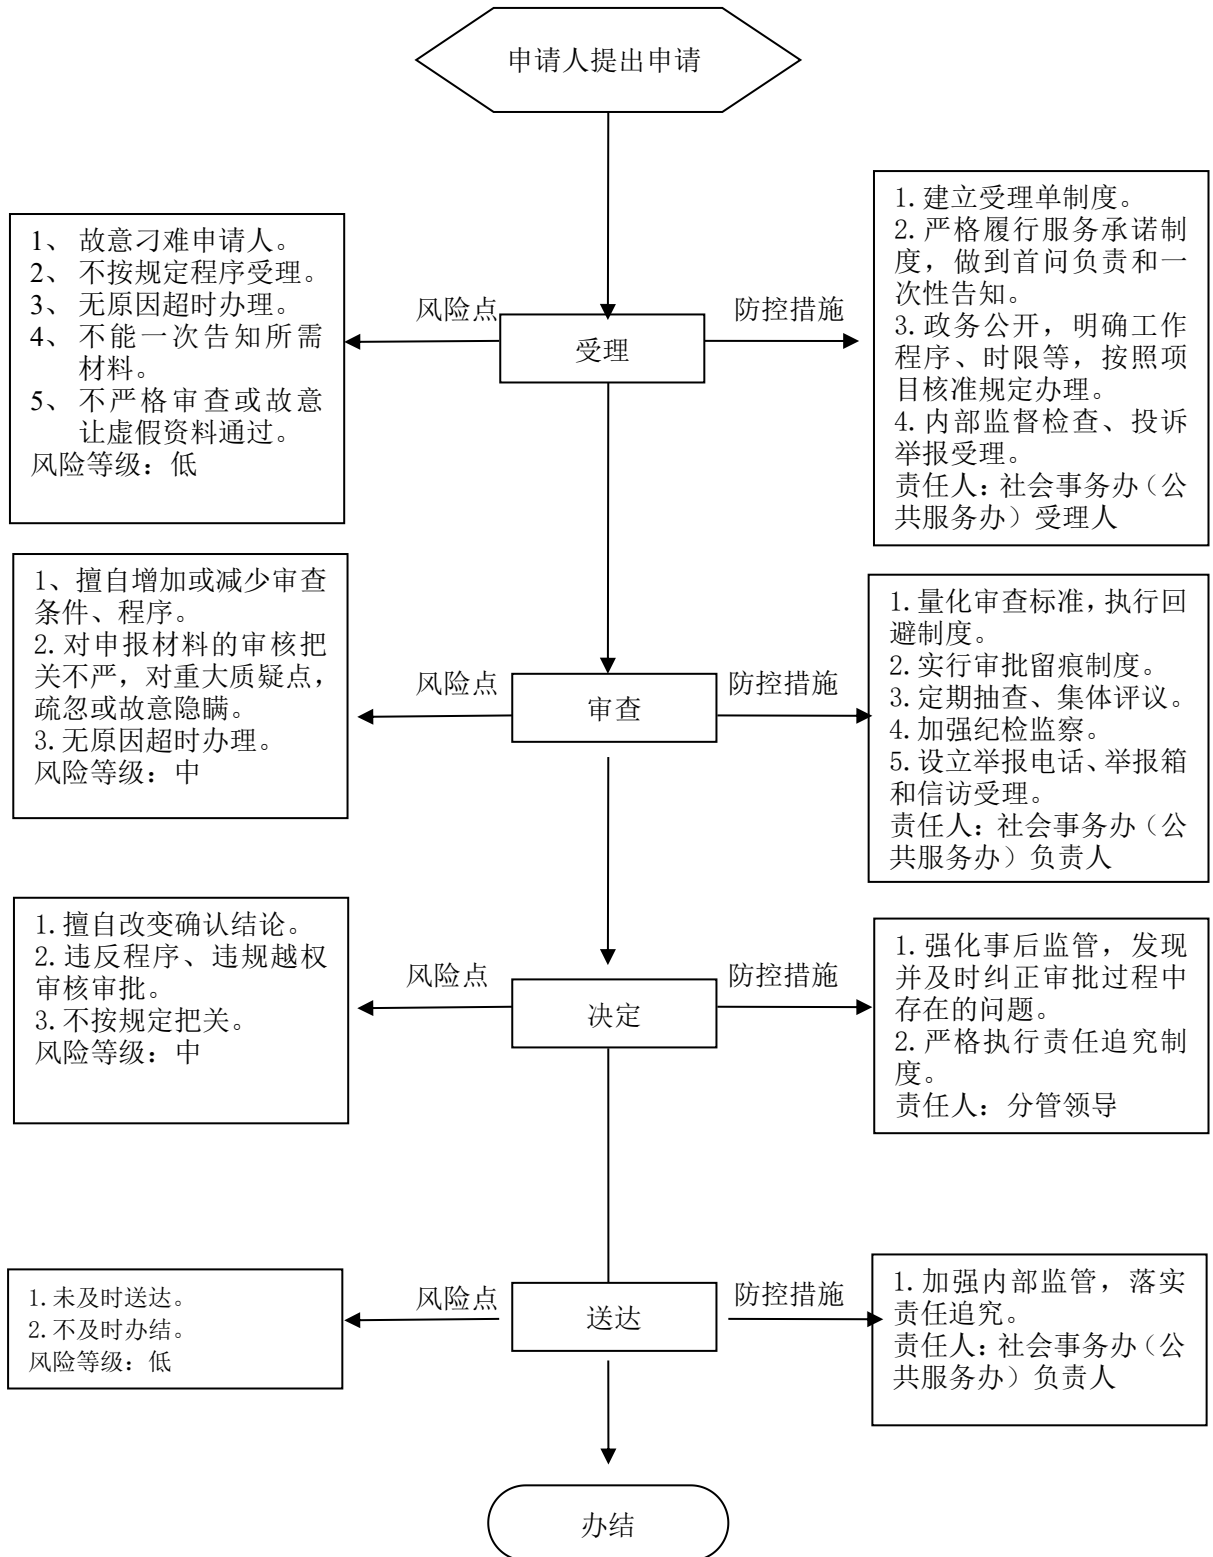 申请人提出申请
1、 故意刁难申请人。
2、 不按规定程序受理。
3、 无原因超时办理。
4、 不能一次告知所需
材料。
5、 不严格审查或故意
让虚假资料通过。
风险等级：低
风险点
受理
防控措施
1.建立受理单制度。
2.严格履行服务承诺制
度，做到首问负责和一
次性告知。
3.政务公开，明确工作
程序、时限等，按照项
目核准规定办理。
4.内部监督检查、投诉
举报受理。
责任人：社会事务办（公
共服务办）受理人
1、擅自增加或减少审查
条件、程序。
2.对申报材料的审核把
关不严，对重大质疑点，
疏忽或故意隐瞒。
3.无原因超时办理。
风险等级：中
风险点
审查
防控措施
1.量化审查标准，执行回
避制度。
2.实行审批留痕制度。
3.定期抽查、集体评议。
4.加强纪检监察。
5.设立举报电话、举报箱
和信访受理。
责任人：社会事务办（公
共服务办）负责人
1.擅自改变确认结论。
2.违反程序、违规越权
审核审批。
3.不按规定把关。
风险等级：中
风险点
决定
防控措施
1.强化事后监管，发现
并及时纠正审批过程中
存在的问题。
2.严格执行责任追究制
度。
责任人：分管领导
1.未及时送达。
2.不及时办结。
风险等级：低
风险点
送达
防控措施
1.加强内部监管，落实
责任追究。
责任人：社会事务办（公
共服务办）负责人
办结